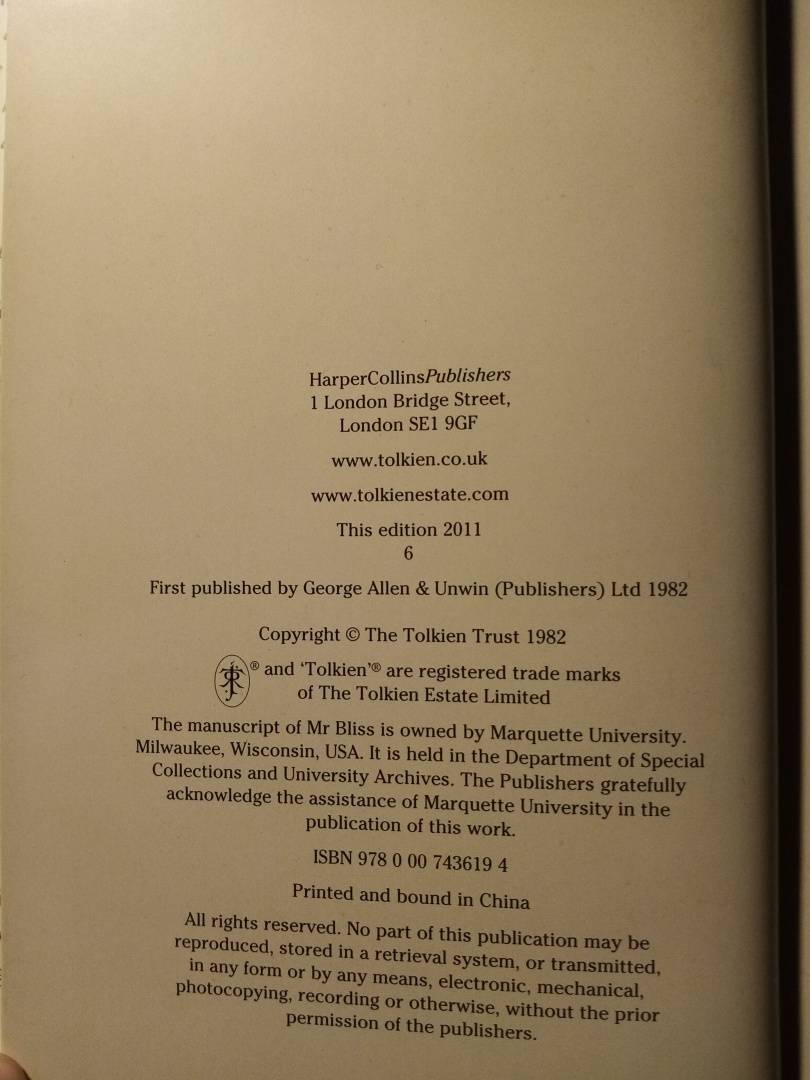 HarperCollinsPublishers
1 London Bridge Street,
London SE1 9GF
www.tolkien.co.uk
www.tolkienestate.com
This edition 2011
6
First published by George Allen & Unwin (Publishers) Ltd 1982
Copyright © The Tolkien Trust 1982
® and ‘Tolkien’® are registered trade marks
of The Tolkien Estate Limited
The manuscript of Mr Bliss is owned by Marquette University.
Milwaukee, Wisconsin, USA. It is held in the Department of Special
Collections and University Archives. The Publishers gratefully
acknowledge the assistance of Marquette University in the
publication of this work.
ISBN 978 0 00 743619 4
Printed and bound in China
All rights reserved. No part of this publication may be
reproduced, stored in a retrieval system, or transmitted,
in any form or by any means, electronic, mechanical,
photocopying, recording or otherwise, without the prior
permission of the publishers.